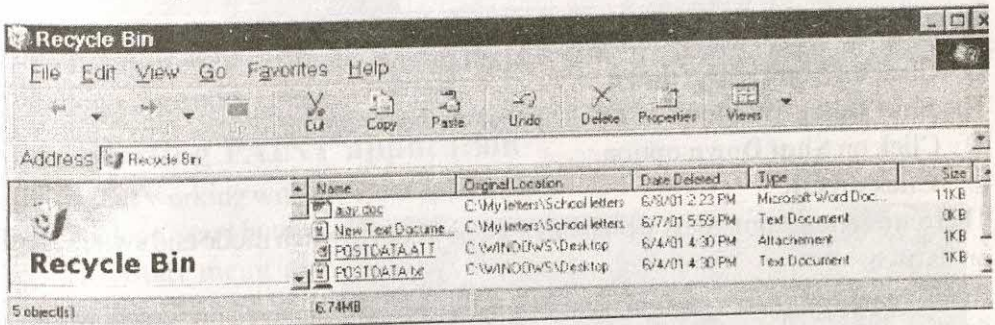 Recycle Bin
File Edit View Go Favorites Help
Cut Copy Paste Undo Delete Properties Views
Address Recycle Bin
Name Original Location Date Deleted Type Size
C:\My letters\School letters 6/8/01 2:23 PM Microsoft Word Doc... 11KB
New Text Docume... C:\My letters\School letters 6/7/01 5:59 PM Text Document 0KB
POSTDATA.ATT C:\WINDOWS\Desktop 6/4/01 4:30 PM Attachement 1KB
POSTDATA.txt C:\WINDOWS\Desktop 6/4/01 4:30 PM Text Document 1KB
Recycle Bin
5 object(s) 6.74MB